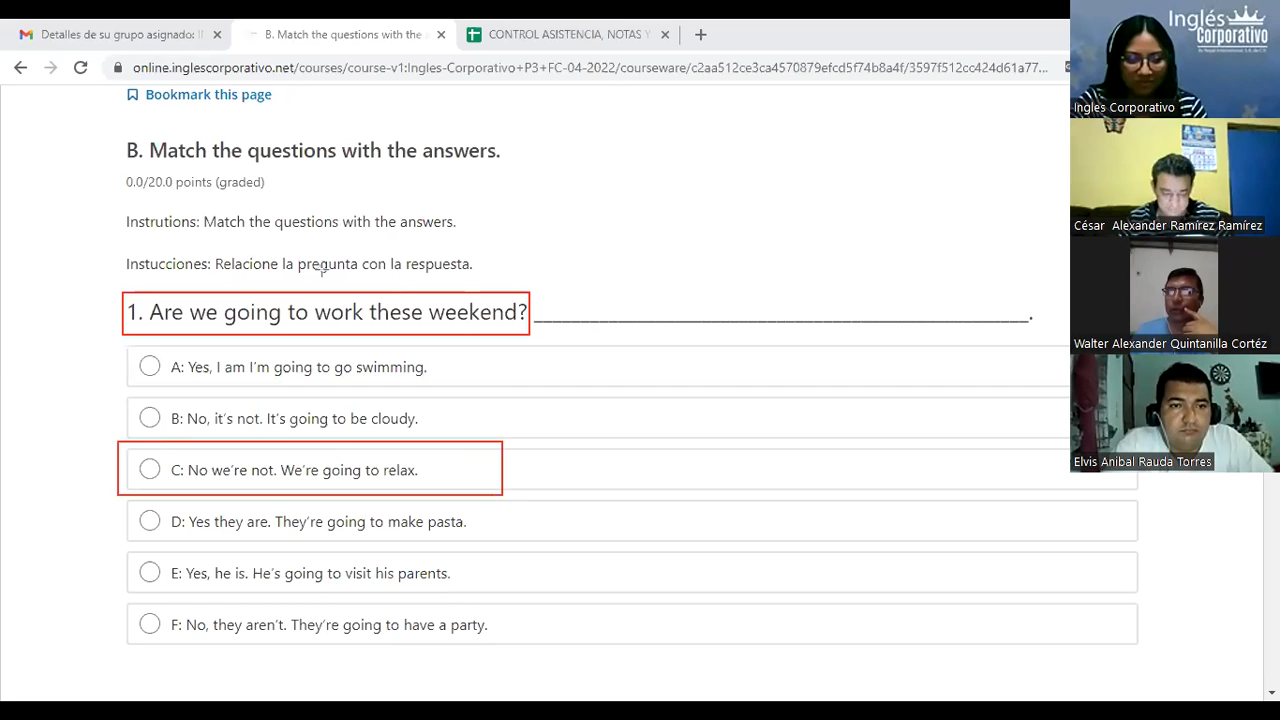 Detalles de su grupo asignado: I
B. Match the questions with the
CONTROL ASISTENCIA, NOTAS Y
online.inglescorporativo.net/courses/course-v1:Ingles-Corporativo+P3+PC-04-2022/courseware/c2aa512ce3ca4570879efcd5f74b8a4f/3597f512cc424d61a77...
Bookmark this page
B. Match the questions with the answers.
0.0/20.0 points (graded)
Instrutions: Match the questions with the answers.
Instucciones: Relacione la pregunta con la respuesta.
1. Are we going to work these weekend? ____________________________________________.
A: Yes, I am I'm going to go swimming.
B: No, it's not. It's going to be cloudy.
C: No we're not. We're going to relax.
D: Yes they are. They're going to make pasta.
E: Yes, he is. He's going to visit his parents.
F: No, they aren't. They're going to have a party.
Inglés
Corporativo
Ingles Corporativo
César Alexander Ramírez Ramírez
Walter Alexander Quintanilla Cortéz
Elvis Anibal Rauda Torres